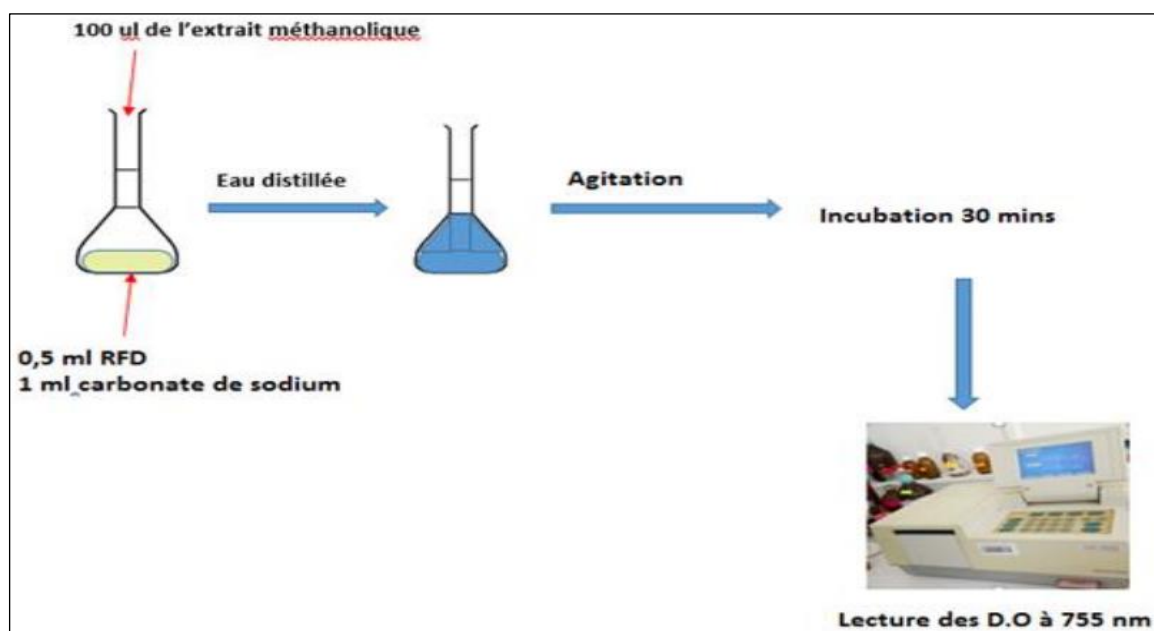 100 ul de l'extrait méthanolique
Eau distillée
Agitation
Incubation 30 mins
0,5 ml RFD
1 ml carbonate de sodium
Lecture des D.O à 755 nm